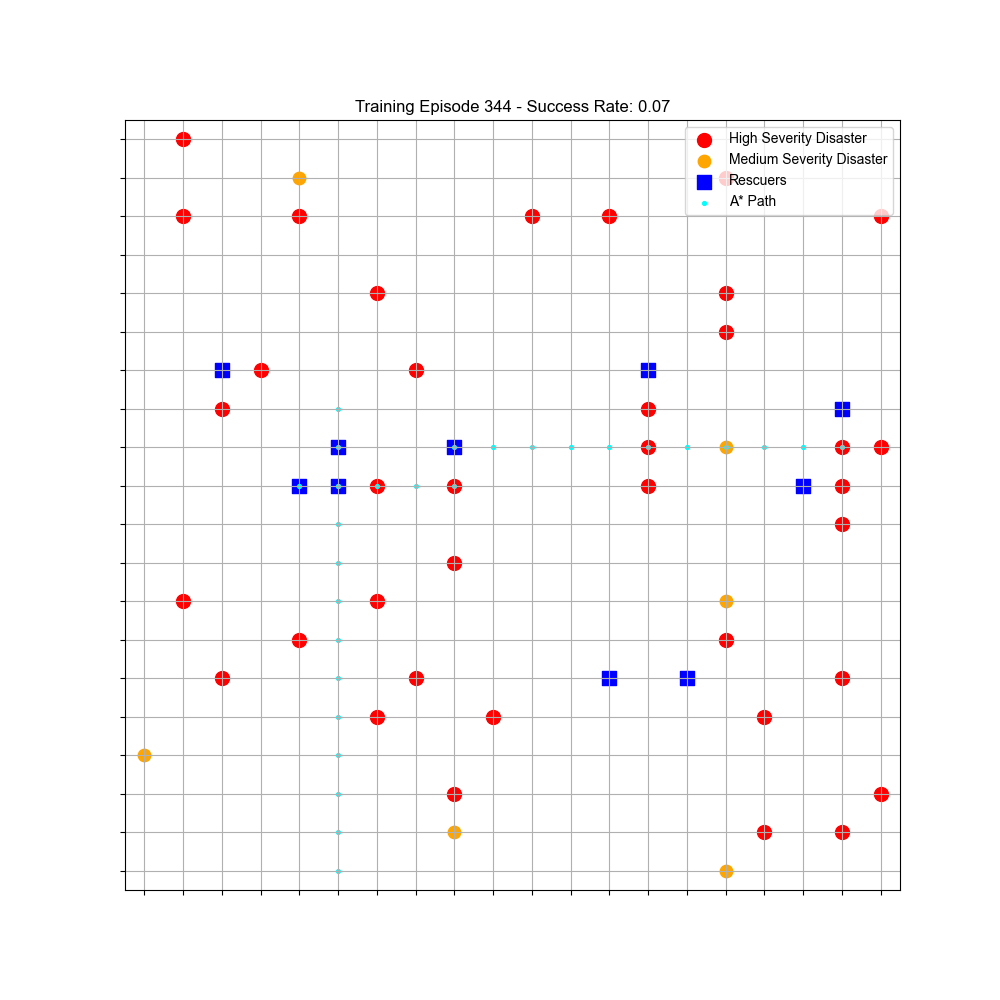 Training Episode 344 - Success Rate: 0.07
High Severity Disaster
Medium Severity Disaster
Rescuers
A* Path